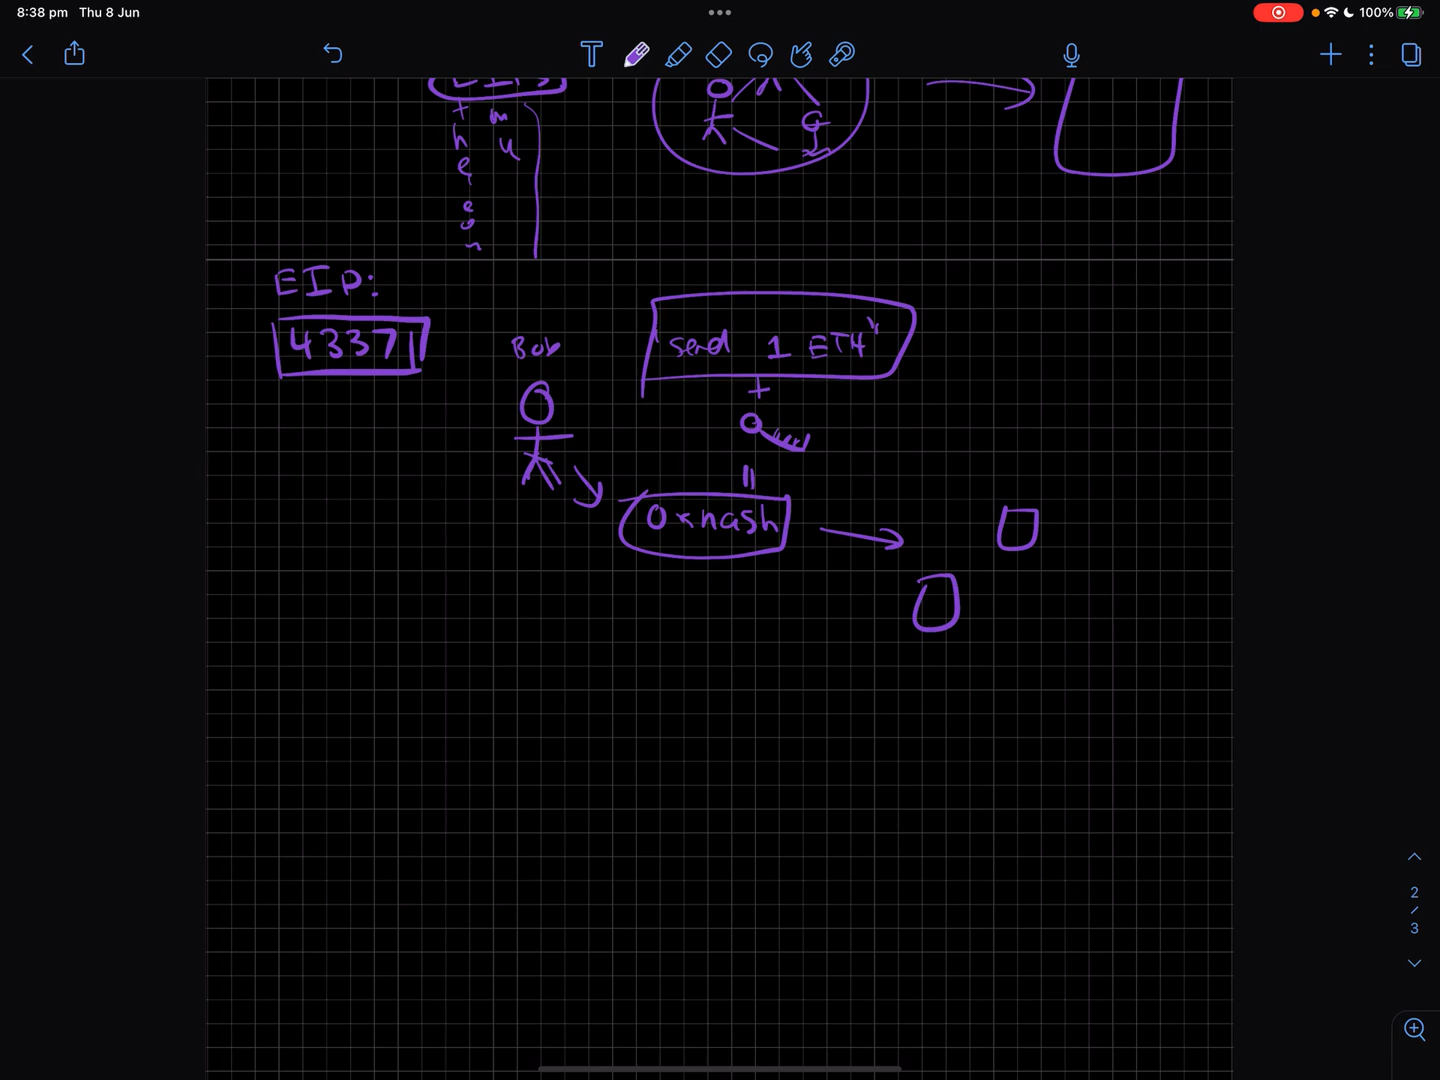 8:38 pm Thu 8 Jun
100%
EIP:
4337
Bob
send 1 ETH"
+
=
0xhash
2
/
3